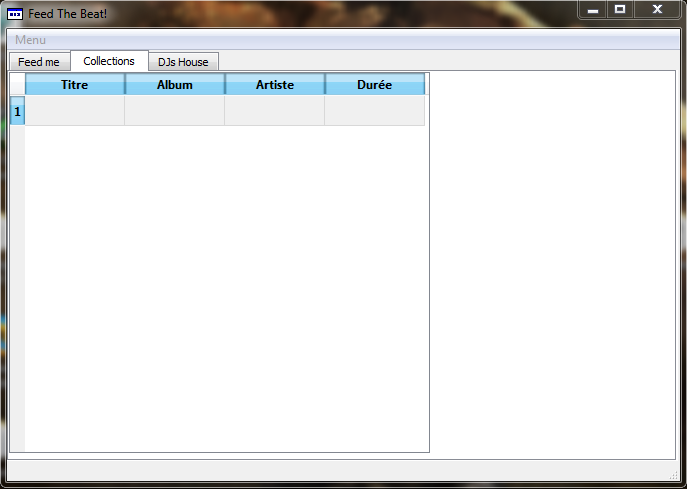 Feed The Beat!
Menu
Feed me Collections DJs House
Titre Album Artiste Durée
1